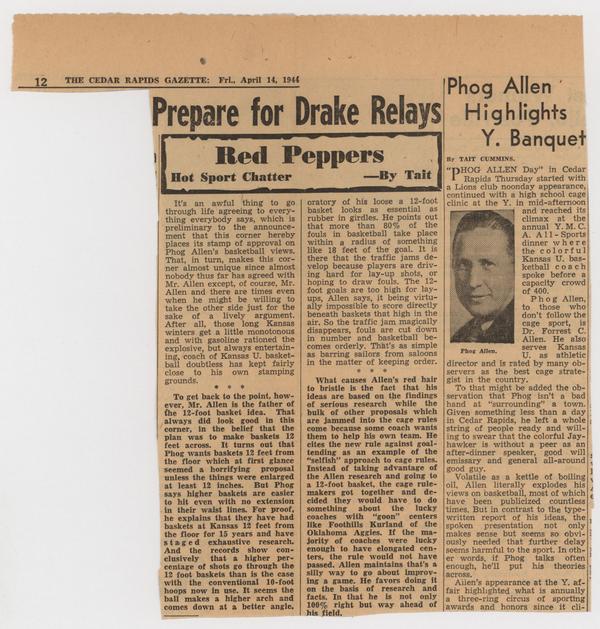 12 THE CEDAR RAPIDS GAZETTE: Fri., April 14, 1944
Prepare for Drake Relays
Red Peppers
Hot Sport Chatter —By Tait
It's an awful thing to go
through life agreeing to every-
thing everybody says, which is
preliminary to the announce-
ment that this corner hereby
places its stamp of approval on
Phog Allen's basketball views.
That, in turn, makes this cor-
ner almost unique since almost
nobody thus far has agreed with
Mr. Allen except, of course, Mr.
Allen and there are times even
when he might be willing to
take the other side just for the
sake of a lively argument.
After all, those long Kansas
winters get a little monotonous
and with gasoline rationed the
explosive, but always entertain-
ing, coach of Kansas U. basket-
ball doubtless has kept fairly
close to his own stamping
grounds.
* * *
To get back to the point, how-
ever, Mr. Allen is the father of
the 12-foot basket idea. That
always did look good in this
corner, in the belief that the
plan was to make baskets 12
feet across. It turns out that
Phog wants baskets 12 feet from
the floor which at first glance
seemed a horrifying proposal
unless the rings were enlarged
at least 12 inches. But Phog
says higher baskets are easier
to hit even with no extension
in their waist lines. For proof,
he explains that they have had
baskets at Kansas 12 feet from
the floor for 15 years and have
staged exhaustive research.
And the records show con-
clusively that a higher per-
centage of shots go through the
12 foot baskets than is the case
with the conventional 10-foot
hoops now in use. It seems the
ball makes a higher arch and
comes down at a better angle.
oratory of his loose a 12-foot
basket looks as essential as
rubber in girdles. He points out
that more than 80% of the
fouls in basketball take place
within a radius of something
like 18 feet of the goal. It is
there that the traffic jams de-
velop because players are driv-
ing hard for lay-up shots, or
hoping to draw fouls. The 12-
foot goals are too high for lay-
ups, Allen says, it being virtu-
ally impossible to score directly
beneath baskets that high in the
air. So the traffic jam magically
disappears, fouls are cut down
in number and basketball be-
comes orderly. That's as simple
as barring sailors from saloons
in the matter of keeping order.
* * *
What causes Allen's red hair
to bristle is the fact that his
ideas are based on the findings
of serious research while the
bulk of other proposals which
are jammed into the cage rules
come because some coach wants
them to help his own team. He
cites the new rule against goal-
tending as an example of the
"selfish" approach to cage rules.
Instead of taking advantage of
the Allen research and going to
a 12-foot basket, the cage rule-
makers got together and de-
cided they would have to do
something about the lucky
coaches with "goon" centers
like Foothills Kurland of the
Oklahoma Aggies. If the ma-
jority of coaches were lucky
enough to have elongated cen-
ters, the rule would not have
passed. Allen maintains that's a
silly way to go about improv-
ing a game. He favors doing it
on the basis of research and
facts. In that he is not only
100% right but way ahead of
his field.
Phog Allen
Highlights
Y. Banquet
By TAIT CUMMINS.
"PHOG ALLEN Day" in Cedar
Rapids Thursday started with
a Lions club noonday appearance,
continued with a high school cage
clinic at the Y. in mid-afternoon
and reached its
climax at the
annual Y. M. C.
A. All-Sports
dinner where
the colorful
Kansas U. bas-
ketball coach
spoke before a
capacity crowd
of 400.
Phog Allen,
to those who
don't follow the
cage sport, is
Dr. Forrest C.
Allen. He also
serves Kansas
U. as athletic
Phog Allen.
director and is rated by many ob-
servers as the best cage strate-
gist in the country.
To that might be added the ob-
servation that Phog isn't a bad
hand at "surrounding" a town.
Given something less than a day
in Cedar Rapids, he left a whole
string of people ready and will-
ing to swear that the colorful Jay-
hawker is without a peer as an
after-dinner speaker, good will
emissary and general all-around
good guy.
Volatile as a kettle of boiling
oil, Allen literally explodes his
views on basketball, most of which
have been publicized countless
times. But in contrast to the type-
written report of his ideas, the
spoken presentation not only
makes sense but seems so obvi-
ously needed that further delay
seems harmful to the sport. In oth-
er words, if Phog talks often
enough, he'll put his theories
across.
Allen's appearance at the Y. af-
fair highlighted what is annually
a three-ring circus of sporting
awards and honors since it cli-